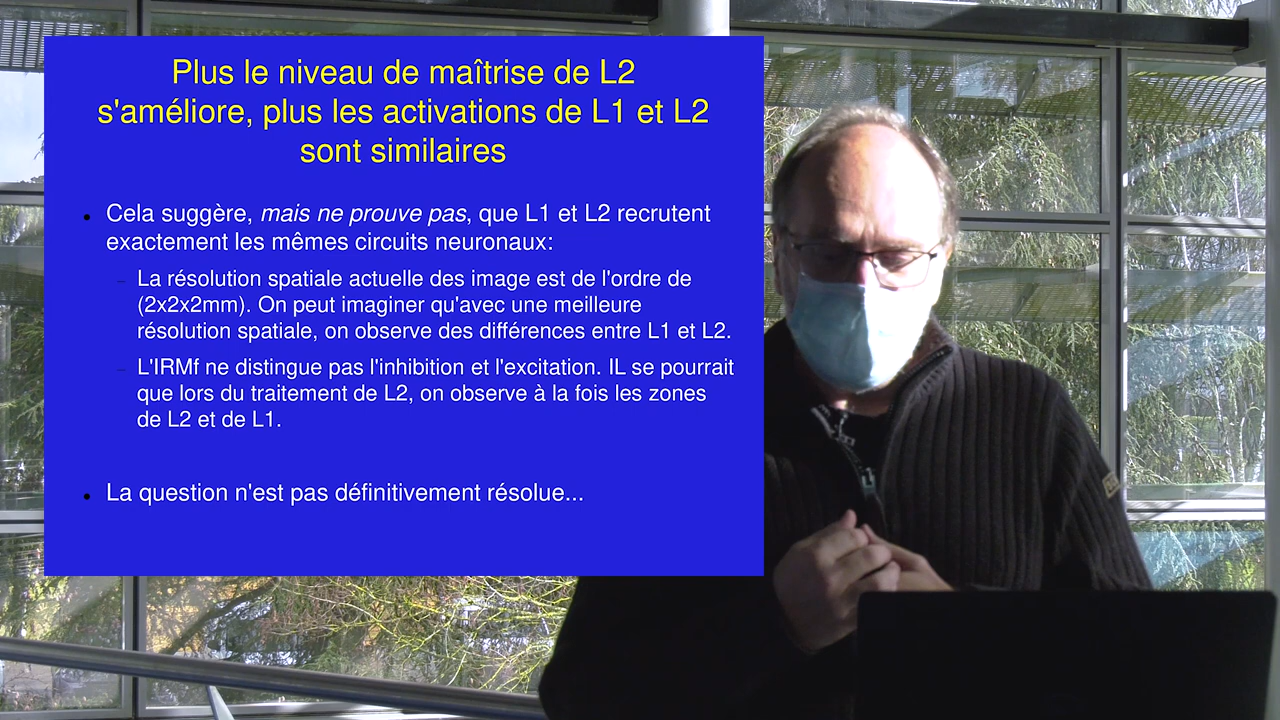 Plus le niveau de maîtrise de L2
s'améliore, plus les activations de L1 et L2
sont similaires
Cela suggère, mais ne prouve pas, que L1 et L2 recrutent
exactement les mêmes circuits neuronaux:
La résolution spatiale actuelle des image est de l'ordre de
(2x2x2mm). On peut imaginer qu'avec une meilleure
résolution spatiale, on observe des différences entre L1 et L2.
L'IRMf ne distingue pas l'inhibition et l'excitation. IL se pourrait
que lors du traitement de L2, on observe à la fois les zones
de L2 et de L1.
La question n'est pas définitivement résolue...